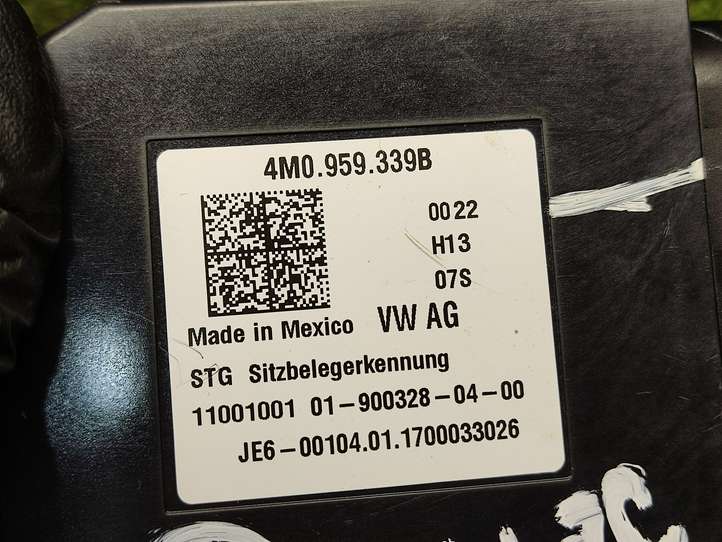 4M0.959.339B
0022
H13
07S
Made in Mexico VW AG
STG Sitzbelegerkennung
11001001 01-900328-04-00
JE6-00104.01.1700033026